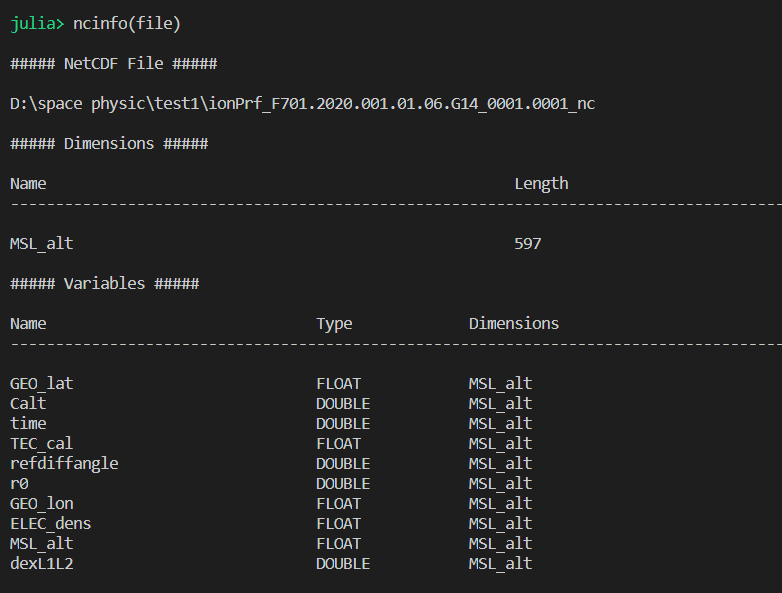 julia> ncinfo(file)
##### NetCDF File #####
D:\space physic\test1\ionPrf_F701.2020.001.01.06.G14_0001.0001_nc
##### Dimensions #####
Name Length
--------------------------------------------------------------------------------------
MSL_alt 597
##### Variables #####
Name Type Dimensions
--------------------------------------------------------------------------------------
GEO_lat FLOAT MSL_alt
Calt DOUBLE MSL_alt
time DOUBLE MSL_alt
TEC_cal FLOAT MSL_alt
refdiffangle DOUBLE MSL_alt
r0 DOUBLE MSL_alt
GEO_lon FLOAT MSL_alt
ELEC_dens FLOAT MSL_alt
MSL_alt FLOAT MSL_alt
dexL1L2 DOUBLE MSL_alt